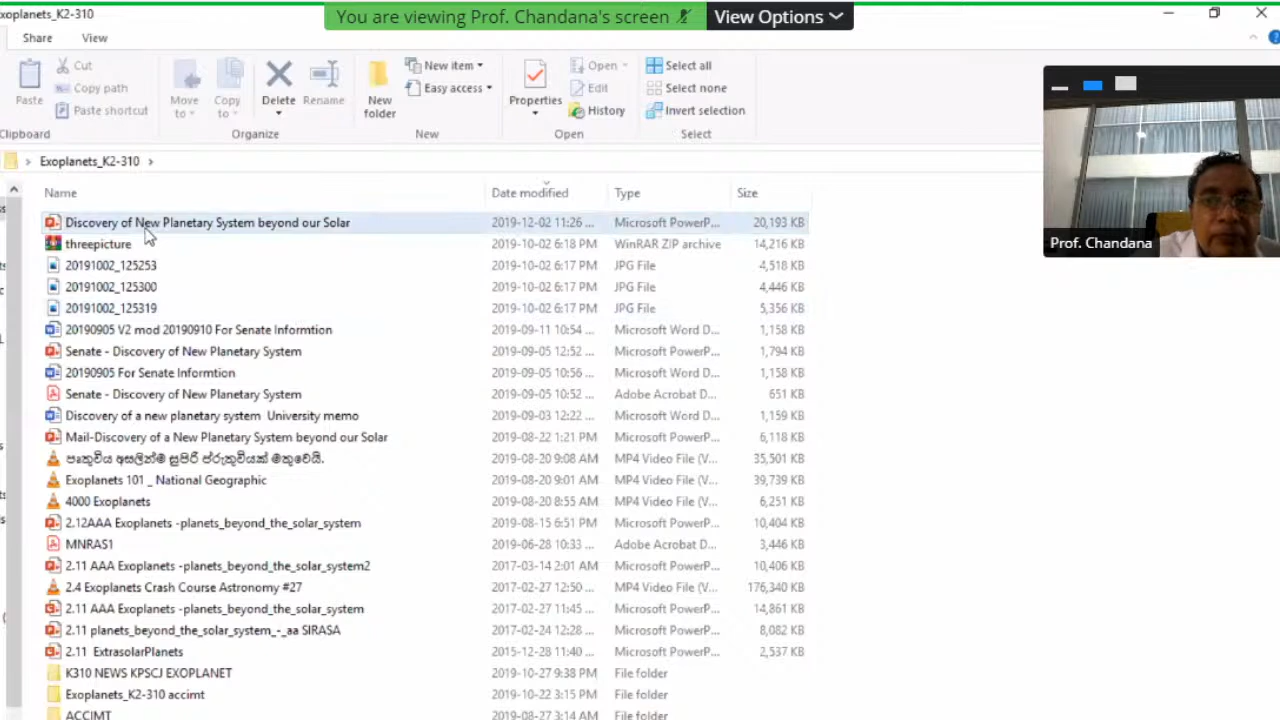 xoplanets_K2-310
You are viewing Prof. Chandana's screen
View Options
Share View
Paste
Cut
Copy path
Paste shortcut
Move to
Copy to
Delete
Rename
New folder
New item
Easy access
Properties
Open
Edit
History
Select all
Select none
Invert selection
Clipboard Organize New Open Select
Prof. Chandana
Exoplanets_K2-310
Name Date modified Type Size
Discovery of New Planetary System beyond our Solar 2019-12-02 11:26 ... Microsoft PowerP... 20,193 KB
threepicture 2019-10-02 6:18 PM WinRAR ZIP archive 14,216 KB
20191002_125253 2019-10-02 6:17 PM JPG File 4,518 KB
20191002_125300 2019-10-02 6:17 PM JPG File 4,446 KB
20191002_125319 2019-10-02 6:17 PM JPG File 5,356 KB
20190905 V2 mod 20190910 For Senate Informtion 2019-09-11 10:54 ... Microsoft Word D... 1,158 KB
Senate - Discovery of New Planetary System 2019-09-05 12:52 ... Microsoft PowerP... 1,794 KB
20190905 For Senate Informtion 2019-09-05 10:56 ... Microsoft Word D... 1,158 KB
Senate - Discovery of New Planetary System 2019-09-05 10:52 ... Adobe Acrobat D... 651 KB
Discovery of a new planetary system University memo 2019-09-03 12:22 ... Microsoft Word D... 1,159 KB
Mail-Discovery of a New Planetary System beyond our Solar 2019-08-22 1:21 PM Microsoft PowerP... 6,118 KB
පෘතුවිය අසලින්ම සුපිරි ප්රුතුවියක් මතුවෙයි. 2019-08-20 9:08 AM MP4 Video File (V... 35,501 KB
Exoplanets 101 _ National Geographic 2019-08-20 9:01 AM MP4 Video File (V... 39,739 KB
4000 Exoplanets 2019-08-20 8:55 AM MP4 Video File (V... 6,251 KB
2.12AAA Exoplanets -planets_beyond_the_solar_system 2019-08-15 6:51 PM Microsoft PowerP... 10,404 KB
MNRAS1 2019-06-28 10:33 ... Adobe Acrobat D... 3,446 KB
2.11 AAA Exoplanets -planets_beyond_the_solar_system2 2017-03-14 2:01 AM Microsoft PowerP... 10,406 KB
2.4 Exoplanets Crash Course Astronomy #27 2017-02-27 12:50 ... MP4 Video File (V... 176,340 KB
2.11 AAA Exoplanets -planets_beyond_the_solar_system 2017-02-27 11:45 ... Microsoft PowerP... 14,861 KB
2.11 planets_beyond_the_solar_system_-_aa SIRASA 2017-02-24 12:28 ... Microsoft PowerP... 8,082 KB
2.11 ExtrasolarPlanets 2015-12-28 11:40 ... Microsoft PowerP... 2,537 KB
K310 NEWS KPSCJ EXOPLANET 2019-10-27 9:38 PM File folder
Exoplanets_K2-310 accimt 2019-10-22 3:15 PM File folder
ACCIMT 2019-08-27 3:14 AM File folder